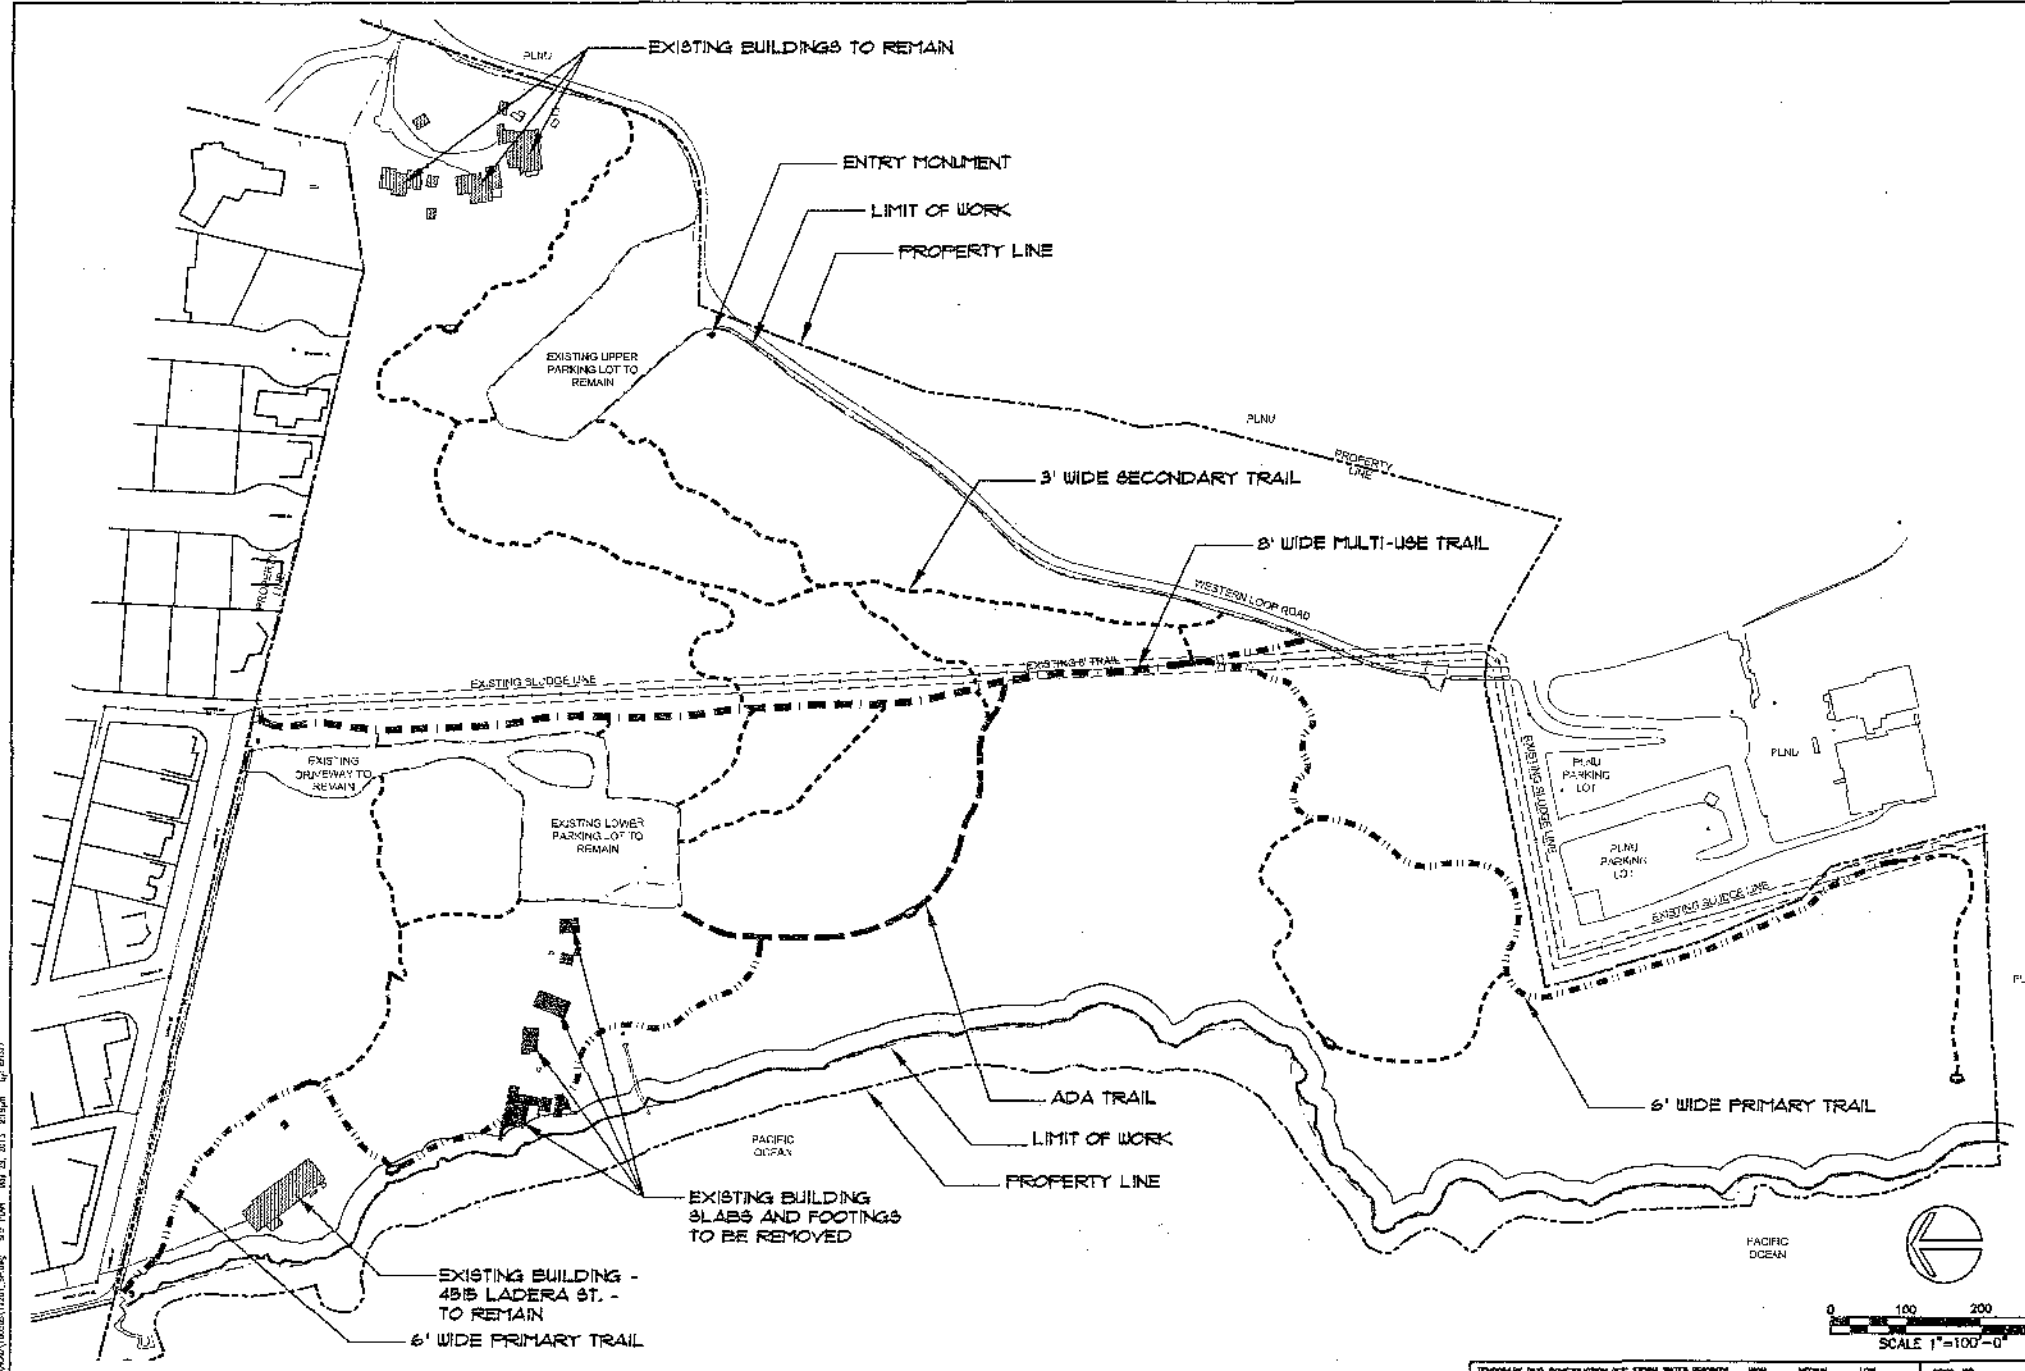 PLNU
EXISTING BUILDINGS TO REMAIN
ENTRY MONUMENT
LIMIT OF WORK
PROPERTY LINE
EXISTING UPPER
PARKING LOT TO
REMAIN
PLNU
PROPERTY
LINE
3' WIDE SECONDARY TRAIL
8' WIDE MULTI-USE TRAIL
PROPERTY
LINE
WESTERN LOOP ROAD
EXISTING 8' TRAIL
EXISTING SLUDGE LINE
EXISTING
DRIVEWAY TO
REMAIN
EXISTING LOWER
PARKING LOT TO
REMAIN
EXISTING SLUDGE LINE
PLNU
PARKING
LOT
PLNU
PLNU
PARKING
LOT
EXISTING SLUDGE LINE
ADA TRAIL
LIMIT OF WORK
PROPERTY LINE
6' WIDE PRIMARY TRAIL
PACIFIC
OCEAN
EXISTING BUILDING
SLABS AND FOOTINGS
TO BE REMOVED
PACIFIC
OCEAN
EXISTING BUILDING -
4515 LADERA ST. -
TO REMAIN
6' WIDE PRIMARY TRAIL
0 100 200
SCALE 1"=100'-0"